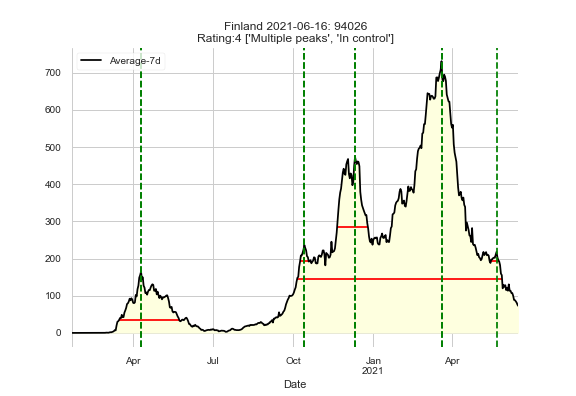 Finland 2021-06-16: 94026
Rating:4 ['Multiple peaks', 'In control']
Average-7d
700
600
500
400
300
200
100
0
Apr
Jul
Oct
Jan
2021
Apr
Date